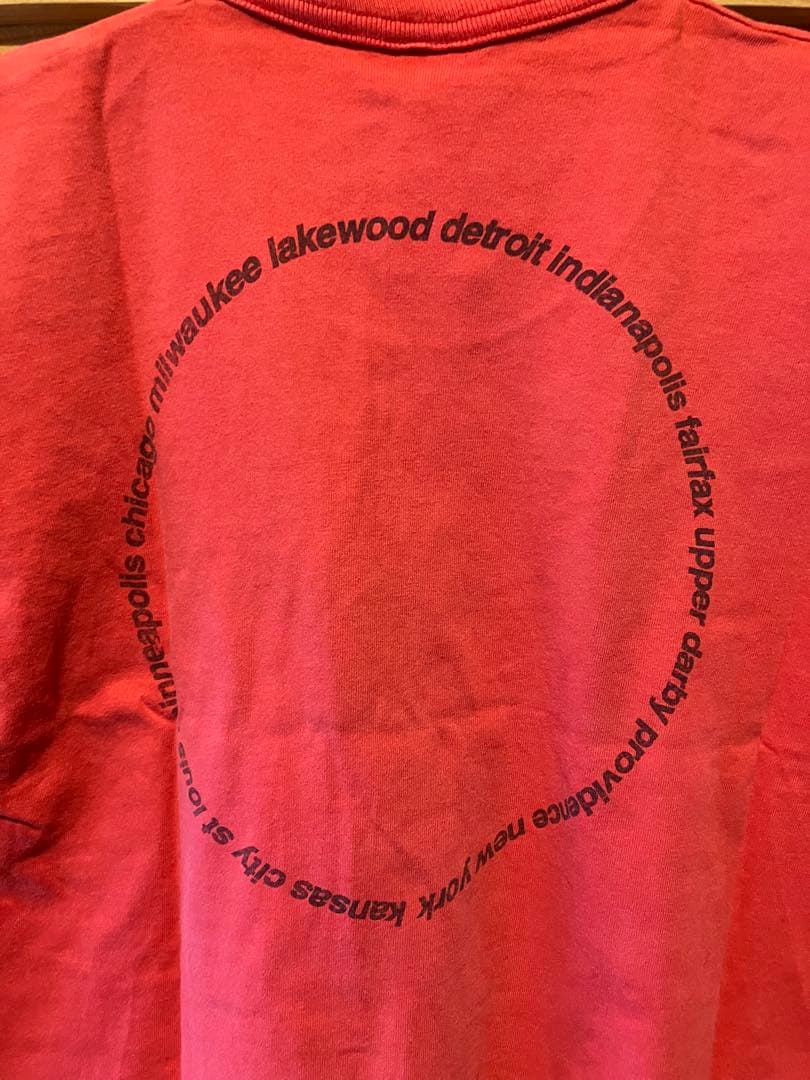 kansas city st louis minneapolis chicago milwaukee lakewood detroit indianapolis fairfax upper darby providence new york